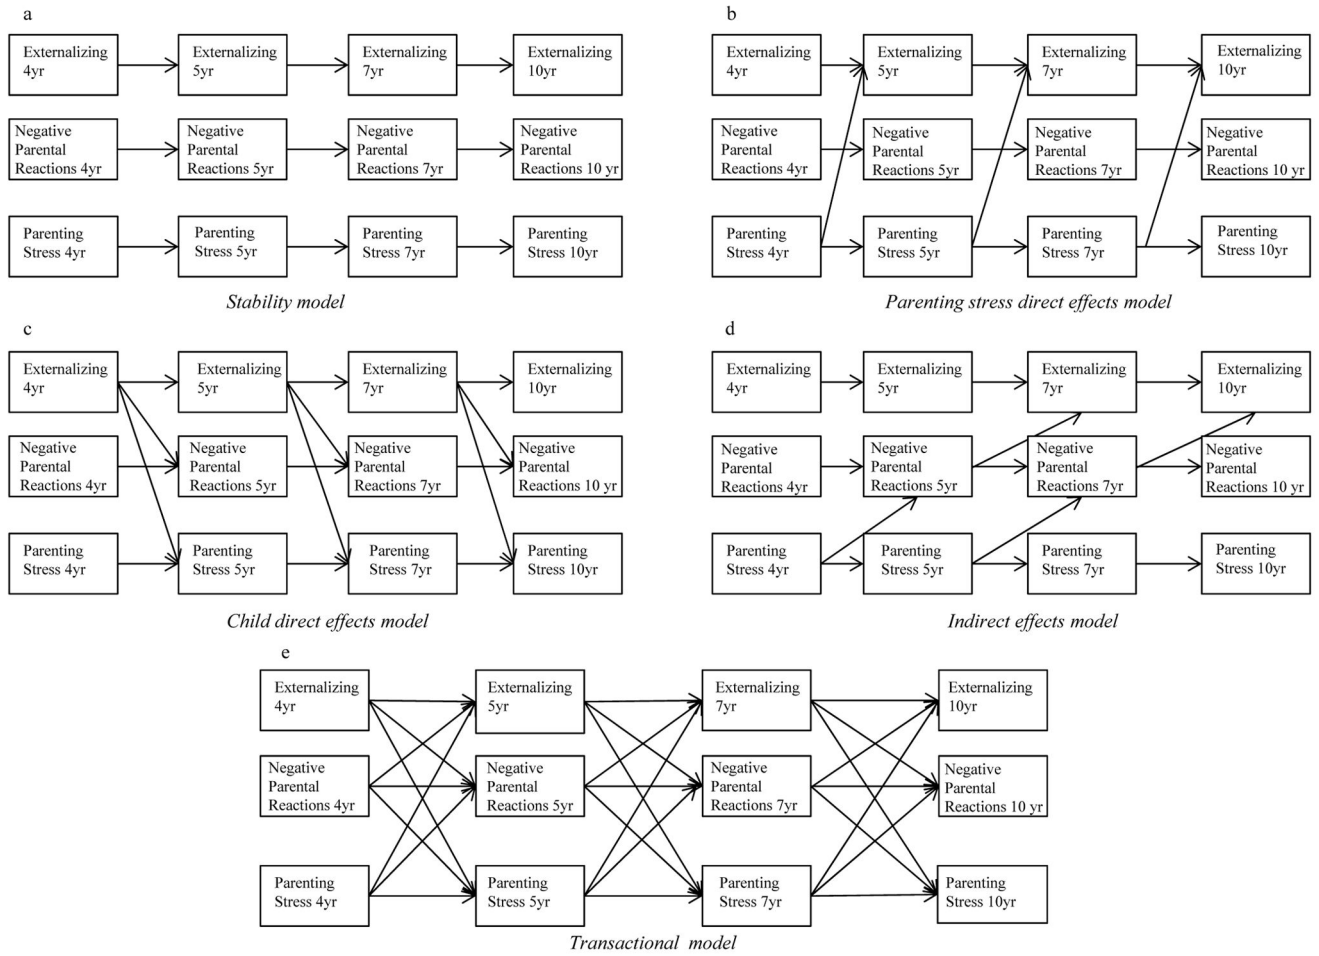 a
Externalizing
4yr
Externalizing
5yr
Externalizing
7yr
Externalizing
10yr
Negative
Parental
Reactions 4yr
Negative
Parental
Reactions 5yr
Negative
Parental
Reactions 7yr
Negative
Parental
Reactions 10 yr
Parenting
Stress 4yr
Parenting
Stress 5yr
Parenting
Stress 7yr
Parenting
Stress 10yr
Stability model
b
Externalizing
4yr
Externalizing
5yr
Externalizing
7yr
Externalizing
10yr
Negative
Parental
Reactions 4yr
Negative
Parental
Reactions 5yr
Negative
Parental
Reactions 7yr
Negative
Parental
Reactions 10 yr
Parenting
Stress 4yr
Parenting
Stress 5yr
Parenting
Stress 7yr
Parenting
Stress 10yr
Parenting stress direct effects model
c
Externalizing
4yr
Externalizing
5yr
Externalizing
7yr
Externalizing
10yr
Negative
Parental
Reactions 4yr
Negative
Parental
Reactions 5yr
Negative
Parental
Reactions 7yr
Negative
Parental
Reactions 10 yr
Parenting
Stress 4yr
Parenting
Stress 5yr
Parenting
Stress 7yr
Parenting
Stress 10yr
Child direct effects model
d
Externalizing
4yr
Externalizing
5yr
Externalizing
7yr
Externalizing
10yr
Negative
Parental
Reactions 4yr
Negative
Parental
Reactions 5yr
Negative
Parental
Reactions 7yr
Negative
Parental
Reactions 10 yr
Parenting
Stress 4yr
Parenting
Stress 5yr
Parenting
Stress 7yr
Parenting
Stress 10yr
Indirect effects model
e
Externalizing
4yr
Externalizing
5yr
Externalizing
7yr
Externalizing
10yr
Negative
Parental
Reactions 4yr
Negative
Parental
Reactions 5yr
Negative
Parental
Reactions 7yr
Negative
Parental
Reactions 10 yr
Parenting
Stress 4yr
Parenting
Stress 5yr
Parenting
Stress 7yr
Parenting
Stress 10yr
Transactional model